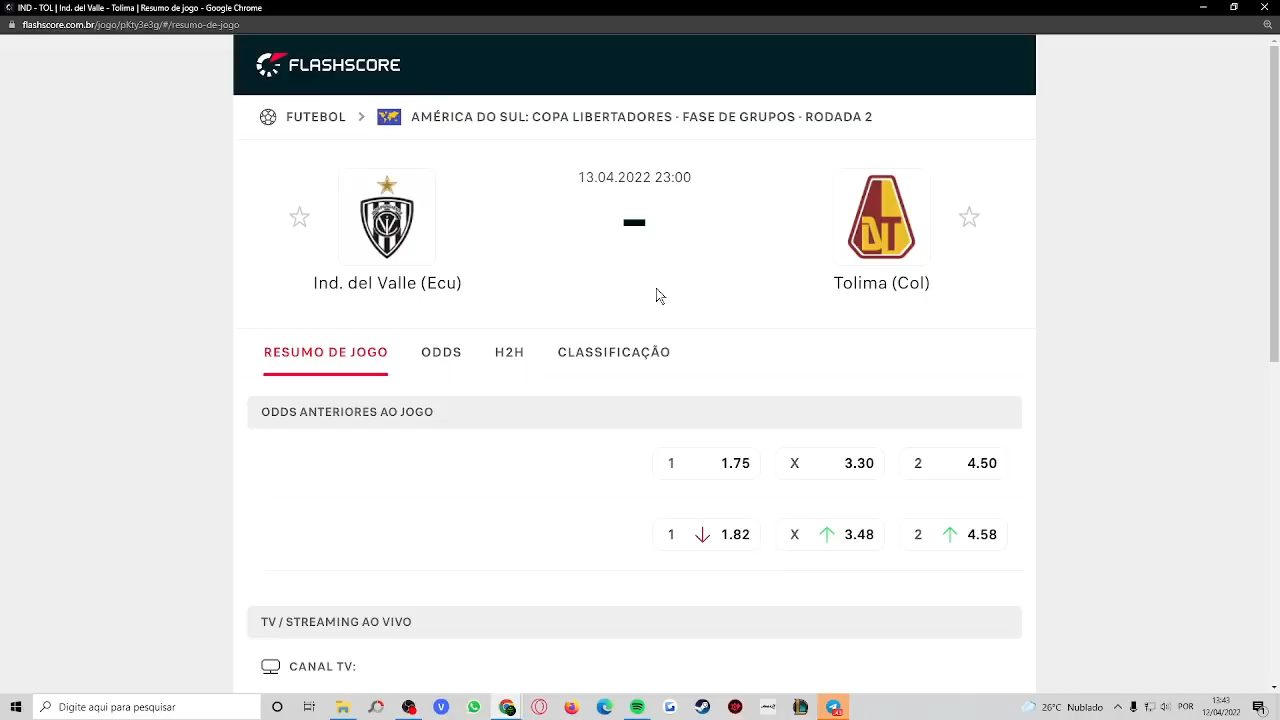 IND - TOL | Ind. del Valle - Tolima | Resumo de jogo - Google Chrome
flashscore.com.br/jogo/pKty3e3g/#/resumo-de-jogo
FLASHSCORE
FUTEBOL > AMÉRICA DO SUL: COPA LIBERTADORES - FASE DE GRUPOS - RODADA 2
13.04.2022 23:00
-
Ind. del Valle (Ecu)
DT
Tolima (Col)
RESUMO DE JOGO ODDS H2H CLASSIFICAÇÃO
ODDS ANTERIORES AO JOGO
1 1.75 X 3.30 2 4.50
1 1.82 X 3.48 2 4.58
TV / STREAMING AO VIVO
CANAL TV:
Digite aqui para pesquisar
26°C Nublado
POR
13:43
12/04/2022